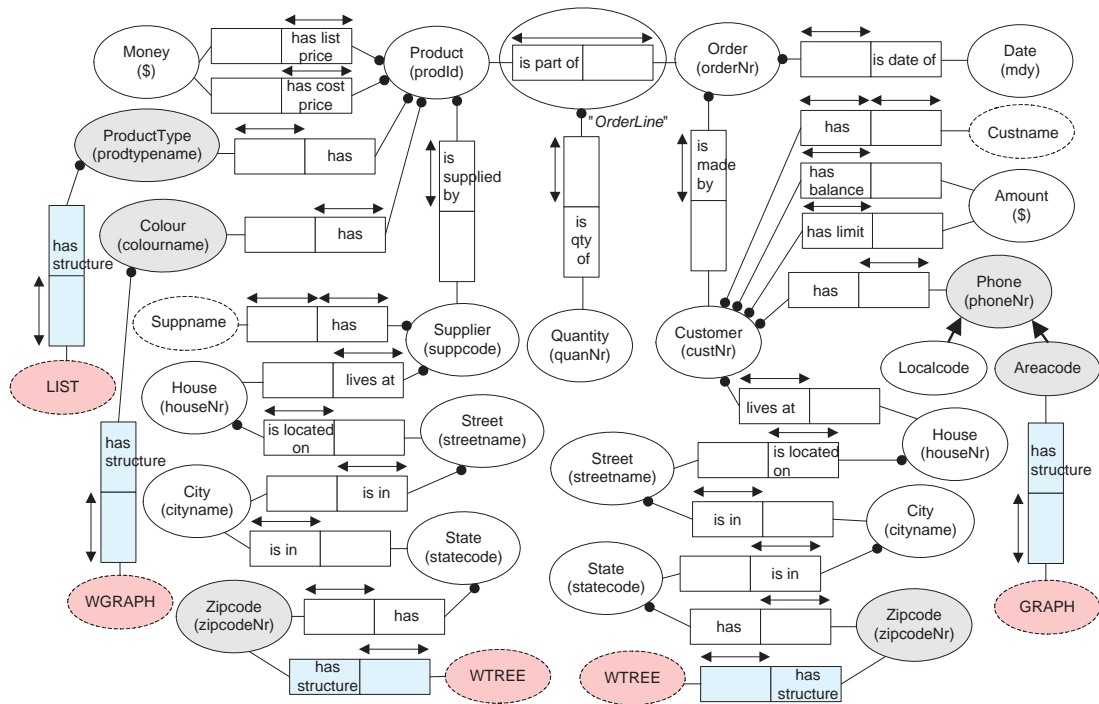 Money
($)
has list
price
has cost
price
Product
(prodId)
is part of
Order
(orderNr)
is date of
Date
(mdy)
"OrderLine"
ProductType
(prodtypename)
has
is
supplied
by
is
qty
of
is
made
by
has
Custname
has
balance
has limit
Amount
($)
Colour
(colourname)
has
has
structure
has
Phone
(phoneNr)
Suppname
has
Supplier
(suppcode)
Quantity
(quanNr)
Customer
(custNr)
Localcode
Areacode
LIST
House
(houseNr)
lives at
is located
on
Street
(streetname)
lives at
House
(houseNr)
is located
on
Street
(streetname)
has
structure
has
structure
City
(cityname)
is in
is in
State
(statecode)
is in
City
(cityname)
is in
State
(statecode)
WGRAPH
Zipcode
(zipcodeNr)
has
has
Zipcode
(zipcodeNr)
GRAPH
has
structure
WTREE
WTREE
has
structure